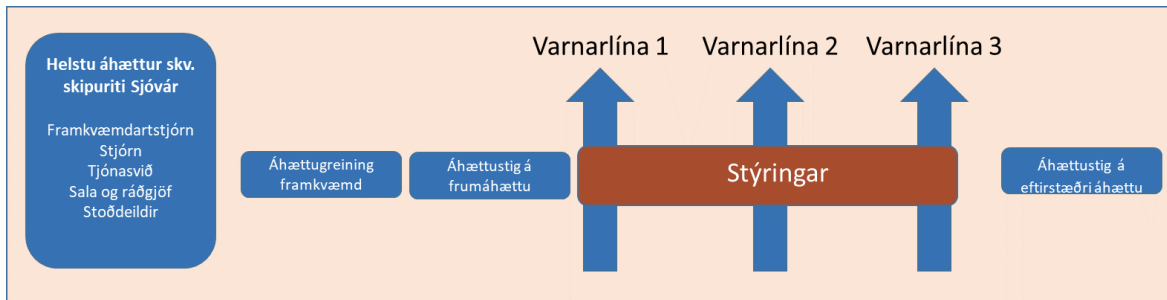 Helstu áhættur skv.
skipuriti Sjóvár
Framkvæmdartstjórn
Stjórn
Tjónasvið
Sala og ráðgjöf
Stoðdeildir
Áhættugreining
framkvæmd
Áhættustig á
frumáhættu
Varnarlína 1
Varnarlína 2
Varnarlína 3
Stýringar
Áhættustig á
eftirstæðri áhættu